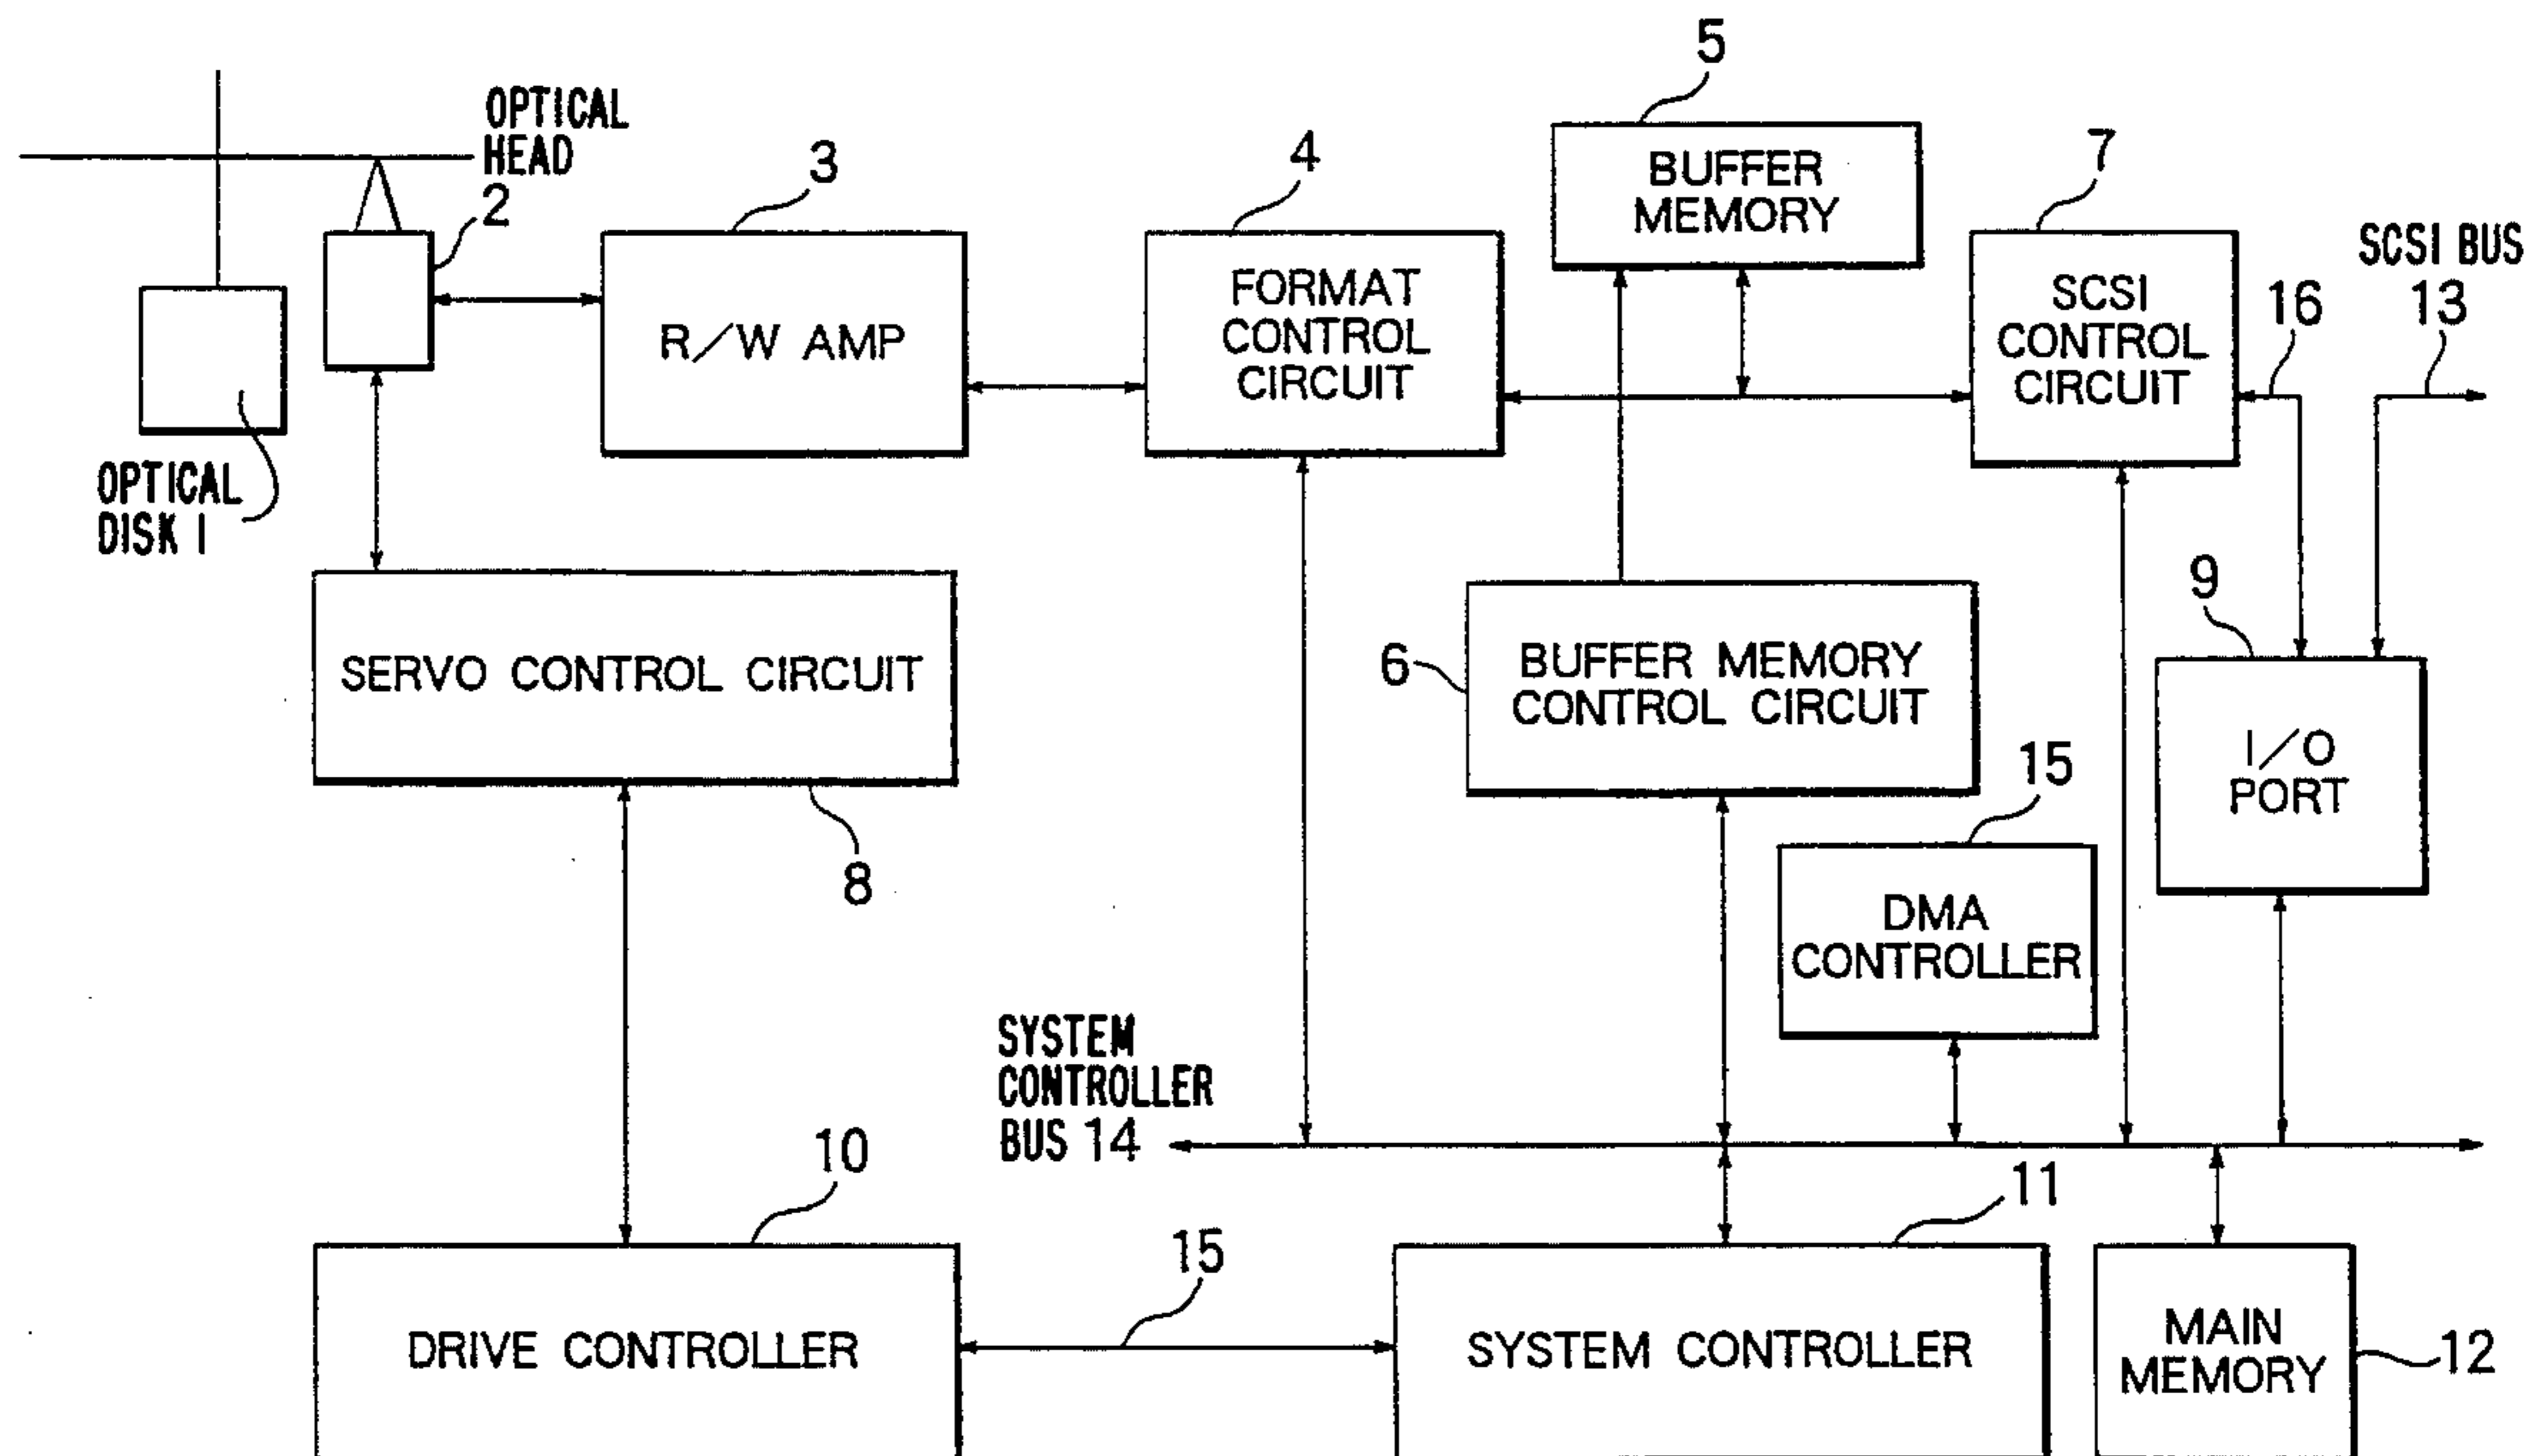 5
OPTICAL
HEAD
2
3
4
BUFFER
MEMORY
7
SCSI BUS
13
16
R/W AMP
FORMAT
CONTROL
CIRCUIT
SCSI
CONTROL
CIRCUIT
OPTICAL
DISK 1
SERVO CONTROL CIRCUIT
8
6
BUFFER MEMORY
CONTROL CIRCUIT
9
I/O
PORT
15
DMA
CONTROLLER
SYSTEM
CONTROLLER
BUS 14
10
11
15
DRIVE CONTROLLER
SYSTEM CONTROLLER
MAIN
MEMORY
12